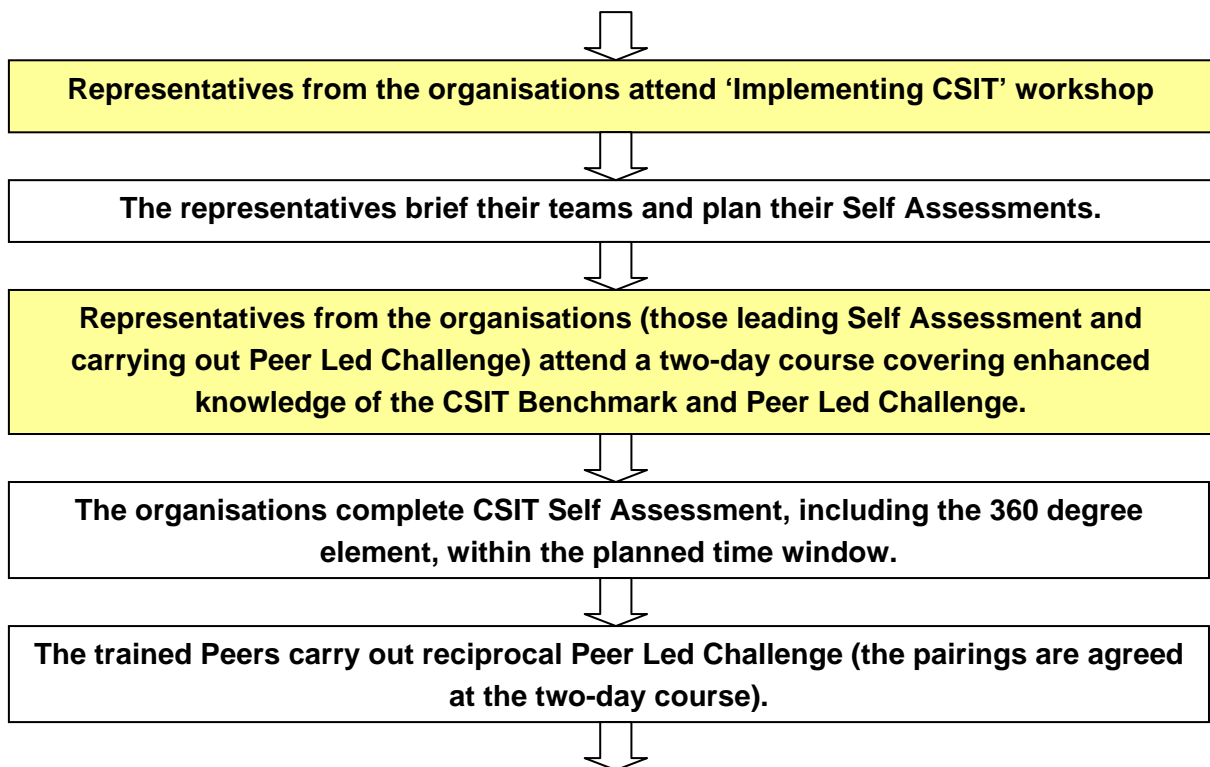 Representatives from the organisations attend ‘Implementing CSIT’ workshop
The representatives brief their teams and plan their Self Assessments.
Representatives from the organisations (those leading Self Assessment and
carrying out Peer Led Challenge) attend a two-day course covering enhanced
knowledge of the CSIT Benchmark and Peer Led Challenge.
The organisations complete CSIT Self Assessment, including the 360 degree
element, within the planned time window.
The trained Peers carry out reciprocal Peer Led Challenge (the pairings are agreed
at the two-day course).